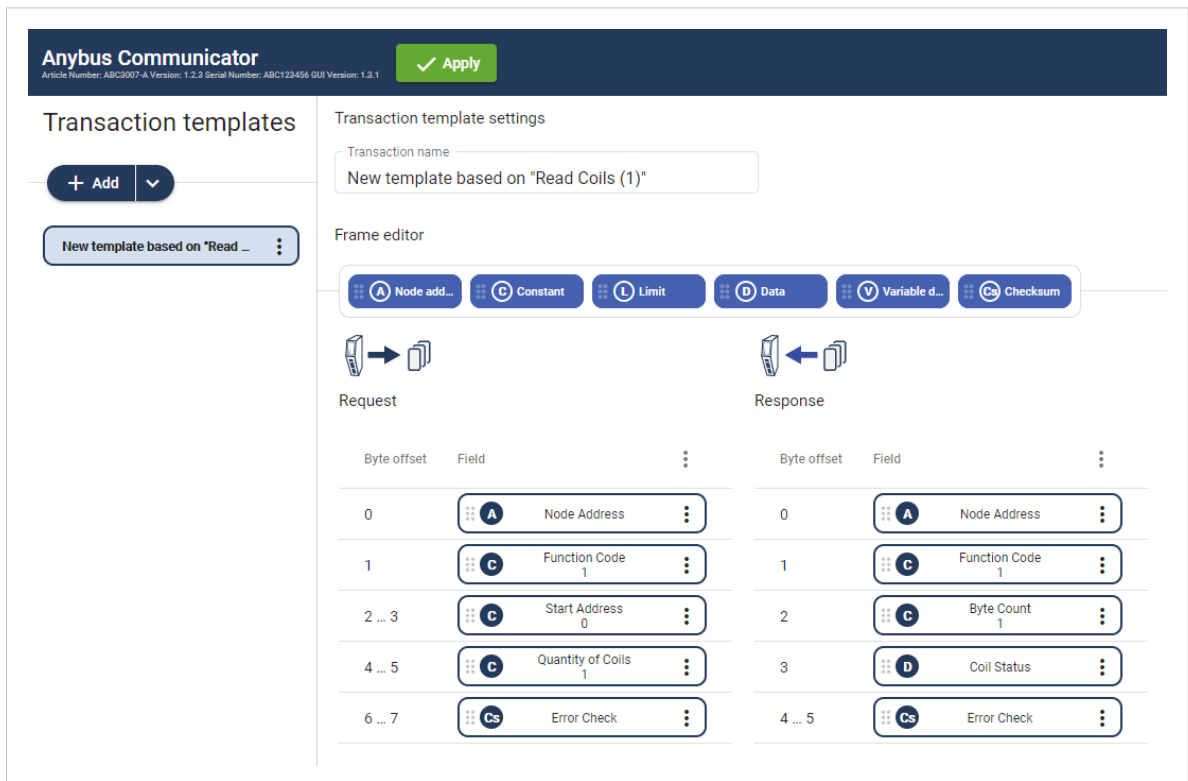 Anybus Communicator
Article Number: ABC3007-A Version: 1.2.3 Serial Number: ABC123456 GUI Version: 1.3.1
Apply
Transaction templates
Add
New template based on "Read ...
Transaction template settings
Transaction name
New template based on "Read Coils (1)"
Frame editor
A Node add...
C Constant
L Limit
D Data
V Variable d...
Cs Checksum
Request
Byte offset Field
0 A Node Address
1 C Function Code
1
2 ... 3 C Start Address
0
4 ... 5 C Quantity of Coils
1
6 ... 7 Cs Error Check
Response
Byte offset Field
0 A Node Address
1 C Function Code
1
2 C Byte Count
1
3 D Coil Status
4 ... 5 Cs Error Check